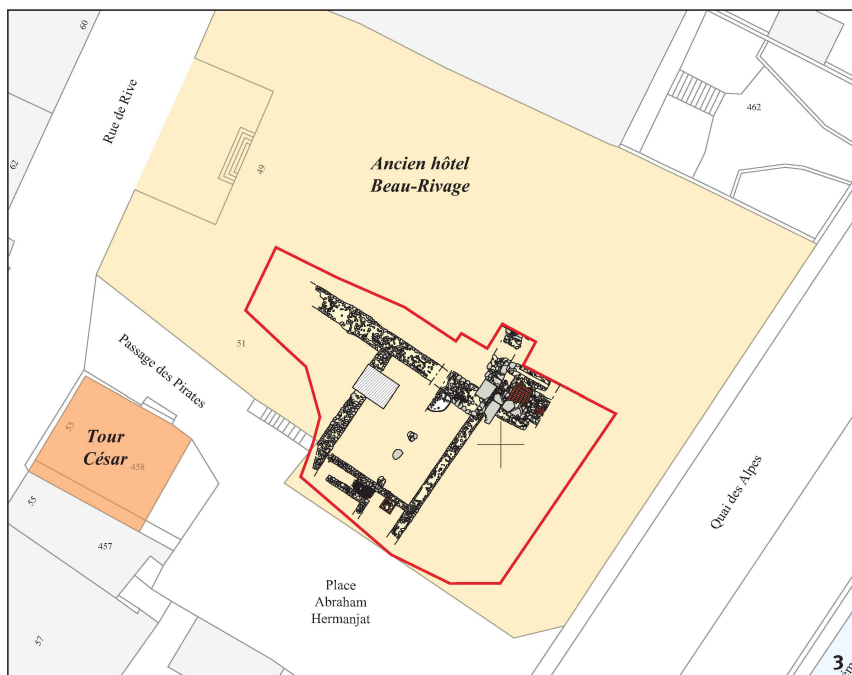 60
Rue de Rive
462
62
49
Ancien hôtel
Beau-Rivage
51
Passage des Pirates
53
Tour
César
458
55
457
Quai des Alpes
Place
Abraham
Hermanjat
57
3